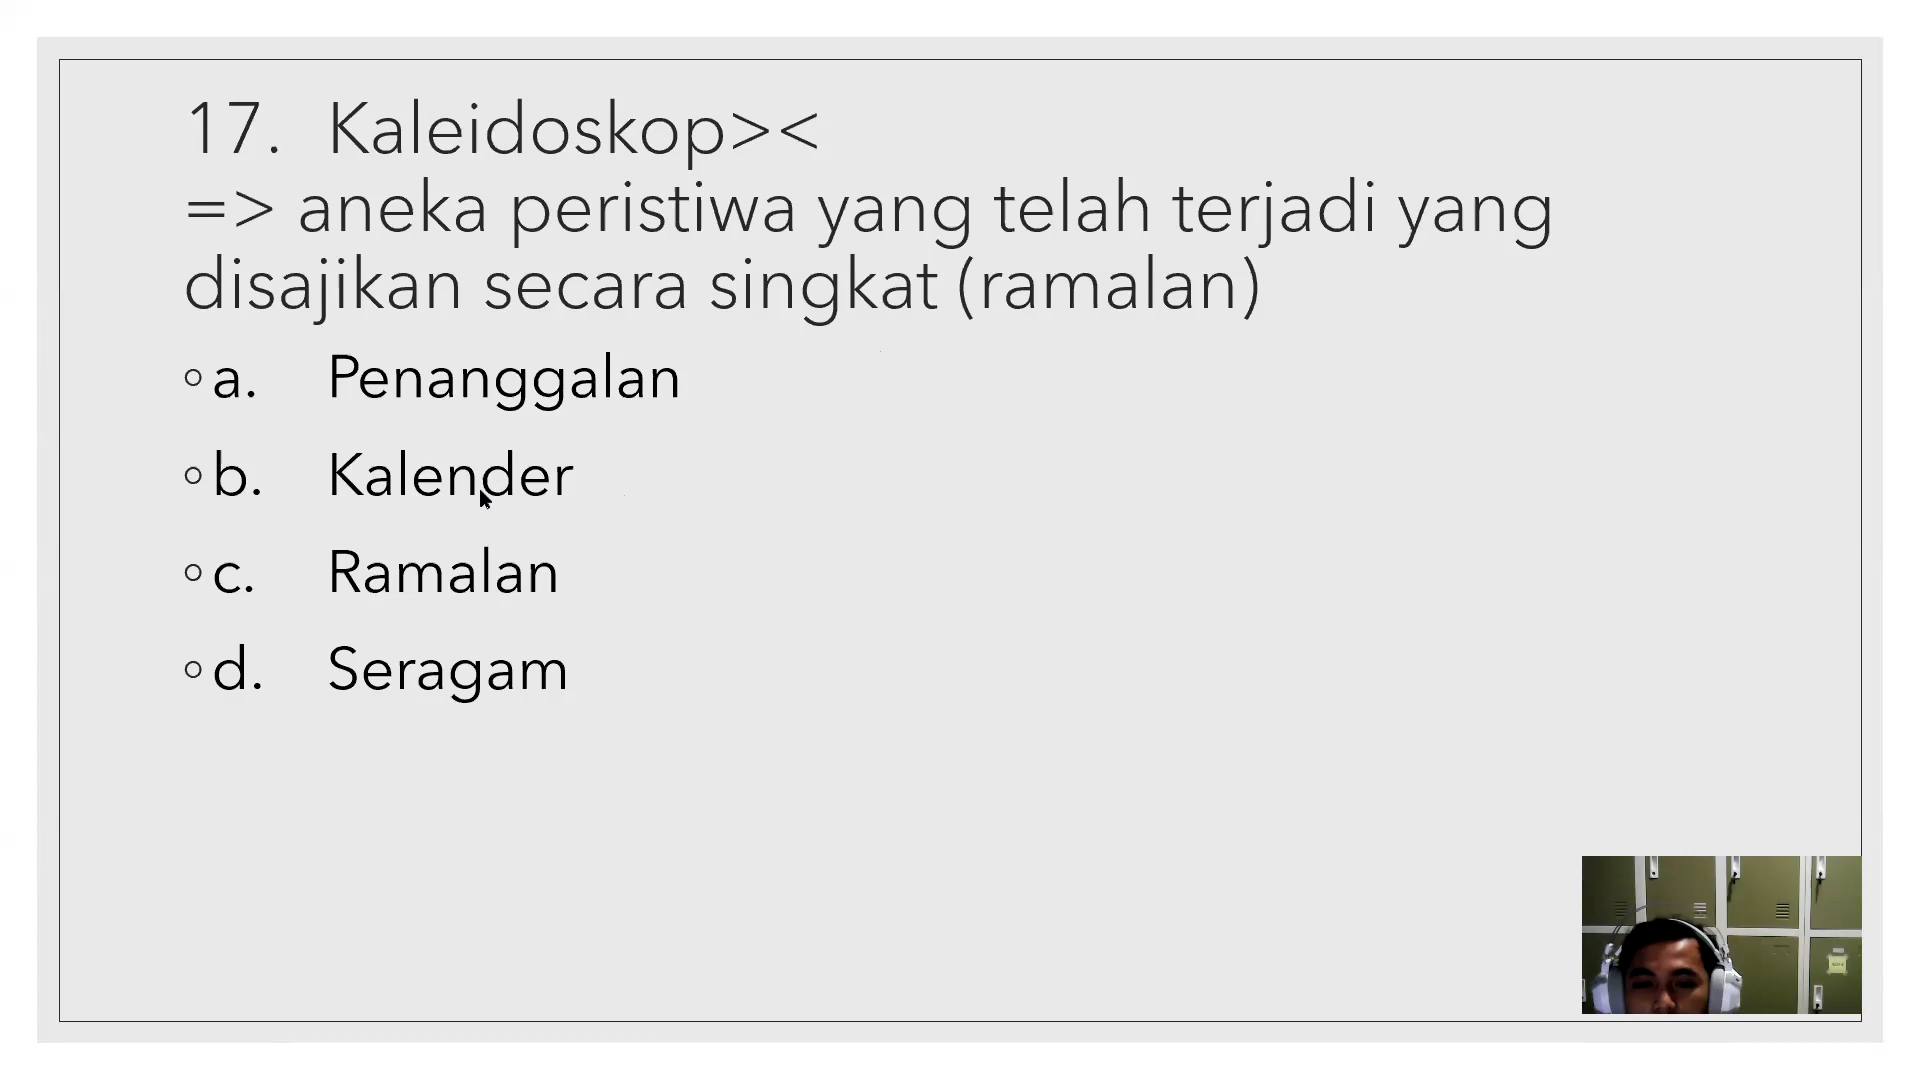 17. Kaleidoskop><
=> aneka peristiwa yang telah terjadi yang
disajikan secara singkat (ramalan)
a. Penanggalan
b. Kalender
c. Ramalan
d. Seragam